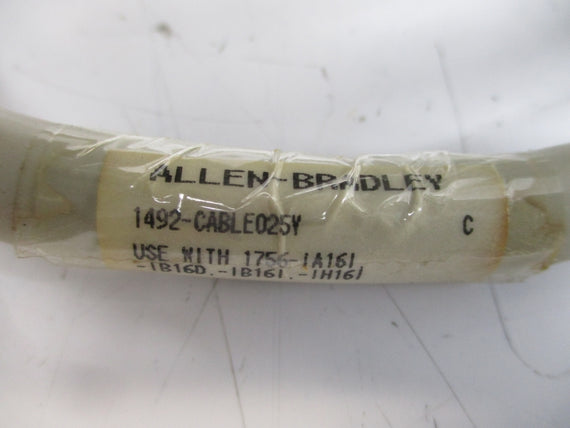 ALLEN-BRADLEY
1492-CABLE025Y C
USE WITH 1756-IA16I
-IB16D.-IB16I.-IH16I